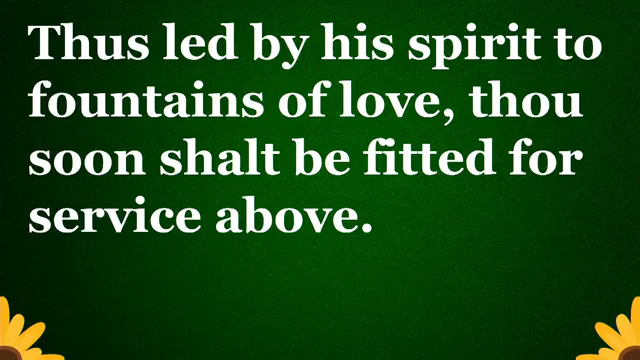 Thus led by his spirit to
fountains of love, thou
soon shalt be fitted for
service above.